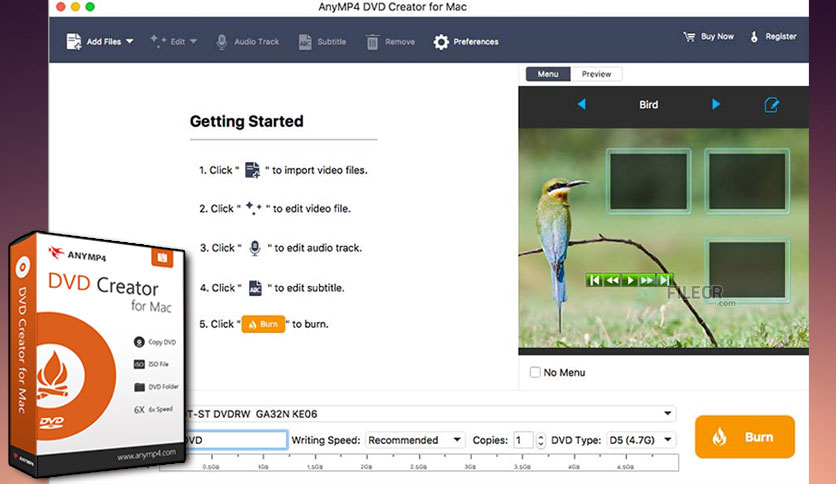 AnyMP4 DVD Creator for Mac
Add Files Edit Audio Track Subtitle Remove Preferences Buy Now Register
Menu Preview
Bird
Getting Started
1. Click " " to import video files.
2. Click " " to edit video file.
3. Click " " to edit audio track.
4. Click " " to edit subtitle.
5. Click " Burn " to burn.
FILECR
.com
No Menu
DVDRW GA32N KE06
DVD Writing Speed: Recommended Copies: 1 DVD Type: D5 (4.7G)
Burn
0.5GB 1GB 1.5GB 2GB 2.5GB 3GB 3.5GB 4GB 4.5GB
ANYMP4
DVD Creator
for Mac
Copy DVD
ISO ISO File
DVD Folder
6X 6x Speed
DVD
www.anymp4.com
DVD Creator for Mac
ANYMP4